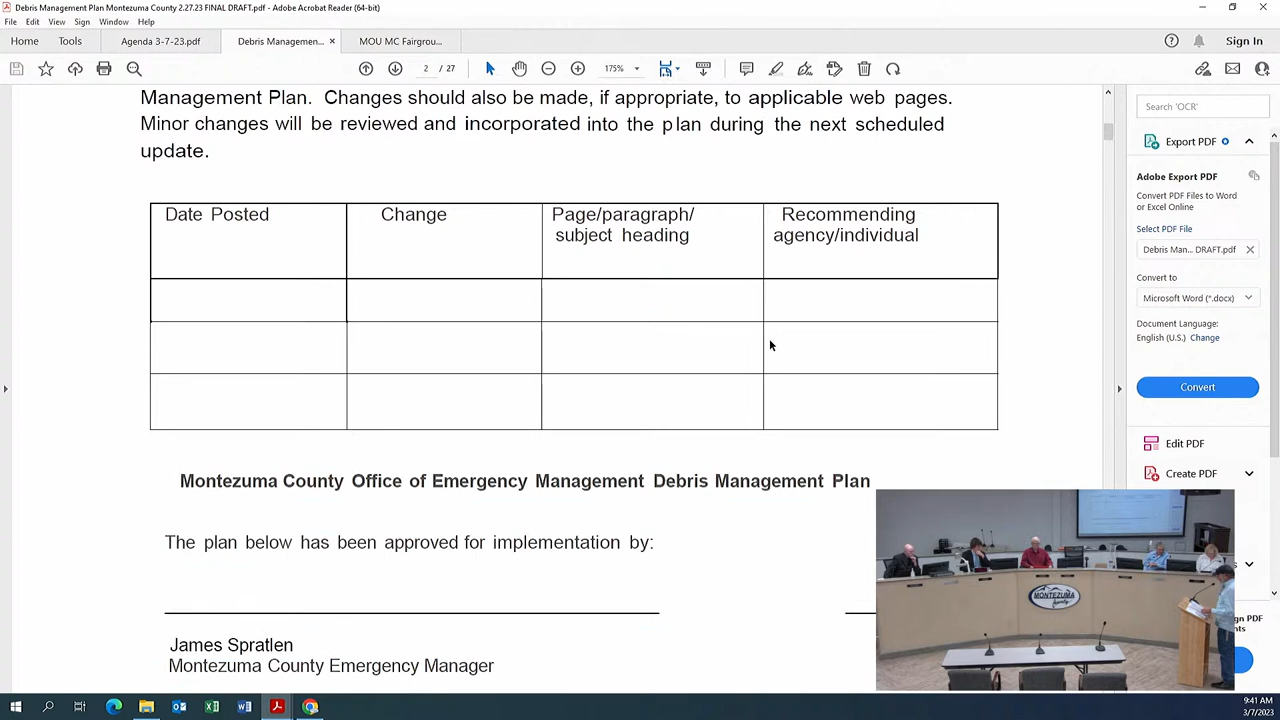 Debris Management Plan Montezuma County 2.27.23 FINAL DRAFT.pdf - Adobe Acrobat Reader (64-bit)
File Edit View Sign Window Help
Home Tools Agenda 3-7-23.pdf Debris Managemen... × MOU MC Fairgrou... Sign In
2 / 27 175%
Management Plan. Changes should also be made, if appropriate, to applicable web pages.
Minor changes will be reviewed and incorporated into the plan during the next scheduled
update.
Date Posted Change Page/paragraph/ Recommending
subject heading agency/individual
Montezuma County Office of Emergency Management Debris Management Plan
The plan below has been approved for implementation by:
James Spratlen
Montezuma County Emergency Manager
Search 'OCR'
Export PDF
Adobe Export PDF
Convert PDF Files to Word
or Excel Online
Select PDF File
Debris Man... DRAFT.pdf
Convert to
Microsoft Word (*.docx)
Document Language:
English (U.S.) Change
Convert
Edit PDF
Create PDF
MONTEZUMA
County
9:41 AM
3/7/2023